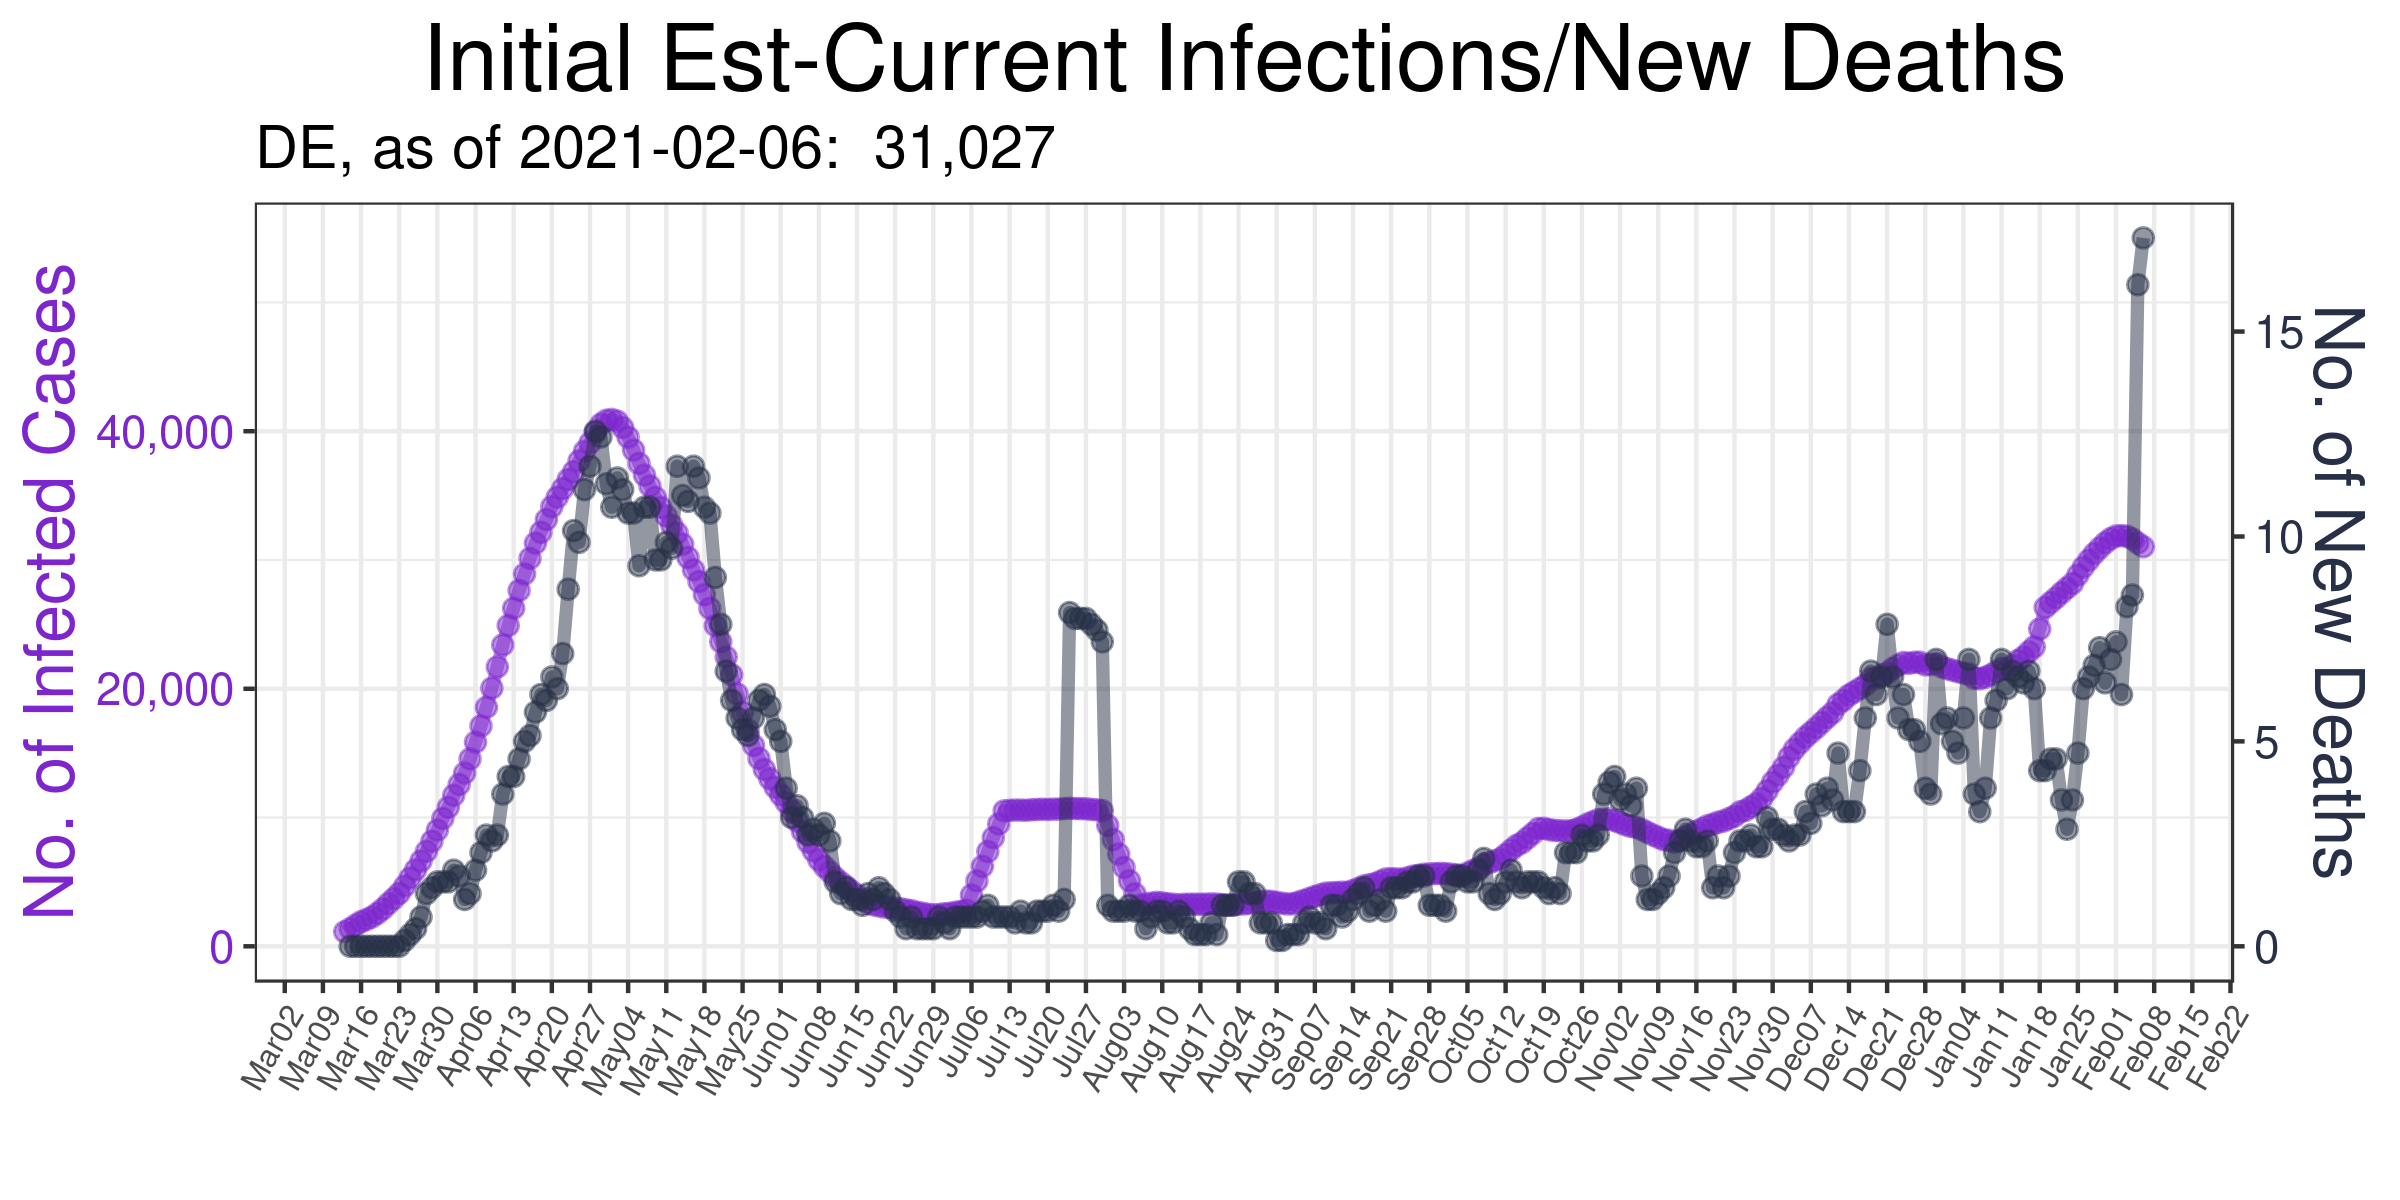 Initial Est-Current Infections/New Deaths
DE, as of 2021-02-06:  31,027
No. of Infected Cases
40,000
20,000
0
No. of New Deaths
15
10
5
0
Mar02
Mar09
Mar16
Mar23
Mar30
Apr06
Apr13
Apr20
Apr27
May04
May11
May18
May25
Jun01
Jun08
Jun15
Jun22
Jun29
Jul06
Jul13
Jul20
Jul27
Aug03
Aug10
Aug17
Aug24
Aug31
Sep07
Sep14
Sep21
Sep28
Oct05
Oct12
Oct19
Oct26
Nov02
Nov09
Nov16
Nov23
Nov30
Dec07
Dec14
Dec21
Dec28
Jan04
Jan11
Jan18
Jan25
Feb01
Feb08
Feb15
Feb22